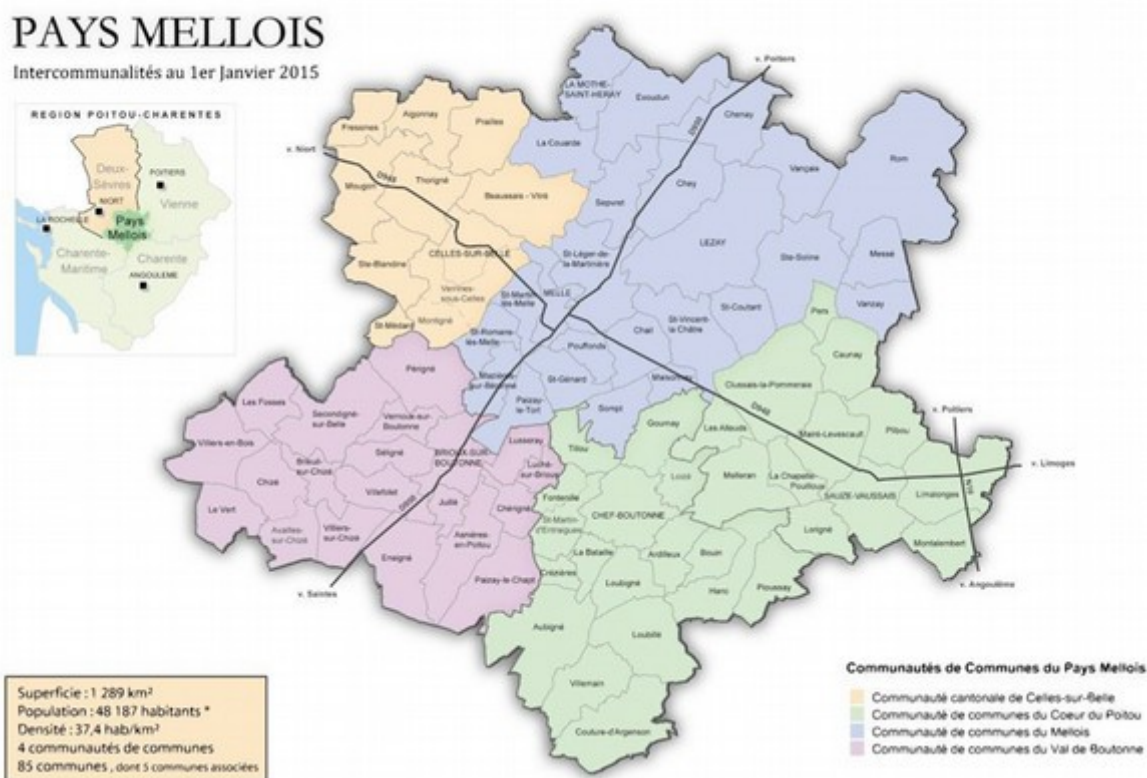 PAYS MELLOIS
Intercommunalités au 1er Janvier 2015
REGION POITOU-CHARENTES
Deux-
Sèvres
POITIERS
NIORT
Vienne
LA ROCHELLE
Pays
Mellois
Charente-
Maritime
Charente
ANGOULEME
v. Poitiers
LA MOTHE-
SAINT-HERAY
Exoudun
Aigonnay
Prailles
Fressines
Chenay
D950
La Couarde
v. Niort
Rom
Vançais
D948
Thorigné
Mougon
Chey
Beaussais - Vitré
Sepvret
LEZAY
CELLES-SUR-BELLE
St-Léger-de-
la-Martinière
Ste-Soline
Messé
Ste-Blandine
Verrines-
sous-Celles
St-Martin-
lès-Melle
MELLE
St-Coutant
Vanzay
Pers
St-Médard
Montigné
St-Romans-
lès-Melle
Chail
St-Vincent-
la-Châtre
Pouffonds
Caunay
Périgné
Mazières-
sur-Béronne
St-Génard
Maisonnay
Clussais-la-Pommeraie
Paizay-
le-Tort
Les Fosses
Secondigné-
sur-Belle
Vernoux-sur-
Boutonne
Sompt
D948
v. Poitiers
Gournay
Les Alleuds
Mairé-Levescault
Pliboux
Villiers-en-Bois
Lusseray
Tillou
Séligné
BRIOUX-SUR-
BOUTONNE
Brieuil-
sur-Chizé
Luché-
sur-Brioux
v. Limoges
Chizé
Villefollet
Loizé
Melleran
La Chapelle-
Pouilloux
N10
Le Vert
D950
Juillé
Chérigné
Fontenille
St-Martin
d'Entraigues
CHEF-BOUTONNE
SAUZE-VAUSSAIS
Limalonges
Availles-
sur-Chizé
Villiers-
sur-Chizé
Asnières-
en-Poitou
Lorigné
Montalembert
Ensigné
La Bataille
Ardilleux
Bouin
Crézières
Paizay-le-Chapt
Loubigné
Hanc
Pioussay
v. Angoulême
v. Saintes
Aubigné
Loubillé
Villemain
Couture-d'Argenson
Superficie : 1 289 km²
Population : 48 187 habitants *
Densité : 37,4 hab/km²
4 communautés de communes
85 communes , dont 5 communes associées
Communautés de Communes du Pays Mellois
Communauté cantonale de Celles-sur-Belle
Communauté de communes du Coeur du Poitou
Communauté de communes du Mellois
Communauté de communes du Val de Boutonne